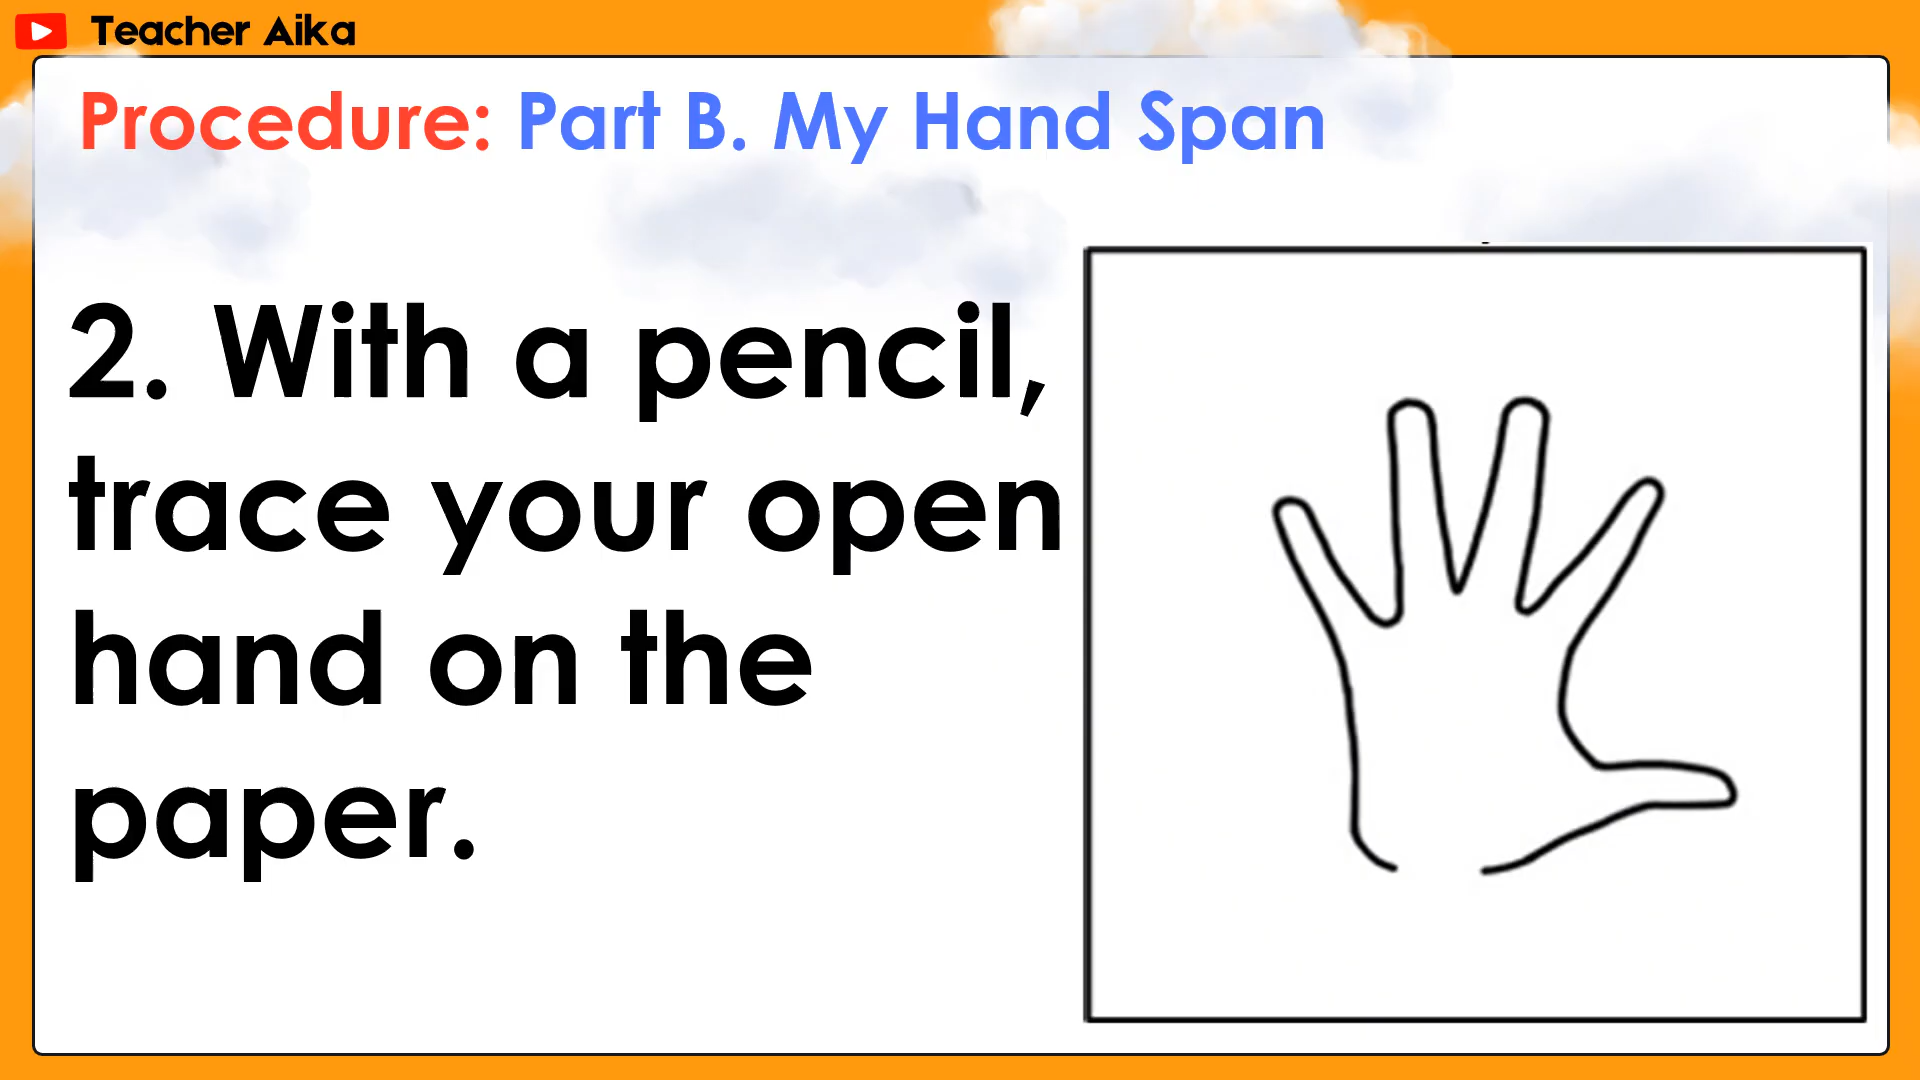 Teacher Aika
Procedure: Part B. My Hand Span
2. With a pencil,
trace your open
hand on the
paper.